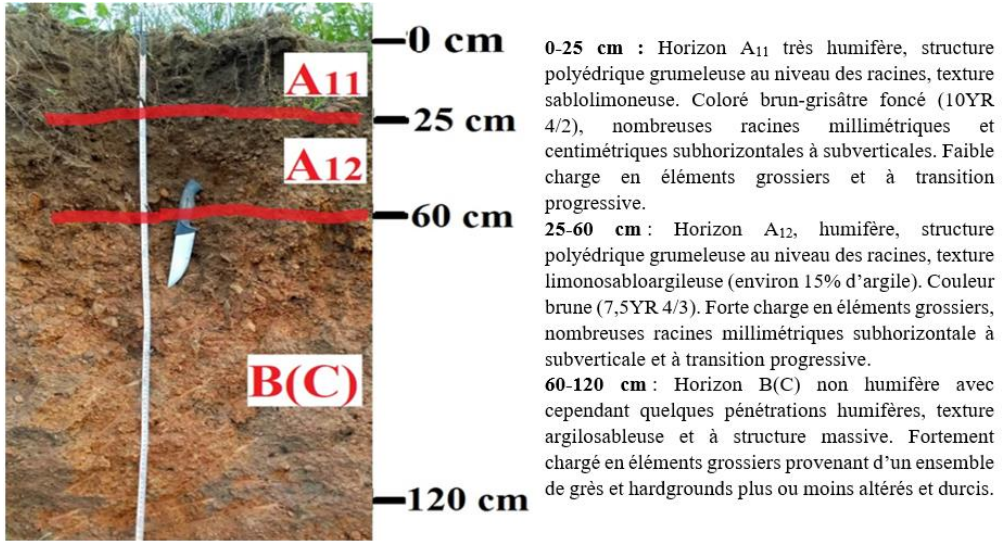 A11
A12
B(C)
0 cm
25 cm
60 cm
120 cm
0-25 cm : Horizon A11 très humifère, structure
polyédrique grumeleuse au niveau des racines, texture
sablolimoneuse. Coloré brun-grisâtre foncé (10YR
4/2), nombreuses racines millimétriques et
centimétriques subhorizontales à subverticales. Faible
charge en éléments grossiers et à transition
progressive.
25-60 cm : Horizon A12, humifère, structure
polyédrique grumeleuse au niveau des racines, texture
limonosabloargileuse (environ 15% d’argile). Couleur
brune (7,5YR 4/3). Forte charge en éléments grossiers,
nombreuses racines millimétriques subhorizontale à
subverticale et à transition progressive.
60-120 cm : Horizon B(C) non humifère avec
cependant quelques pénétrations humifères, texture
argilosableuse et à structure massive. Fortement
chargé en éléments grossiers provenant d’un ensemble
de grès et hardgrounds plus ou moins altérés et durcis.